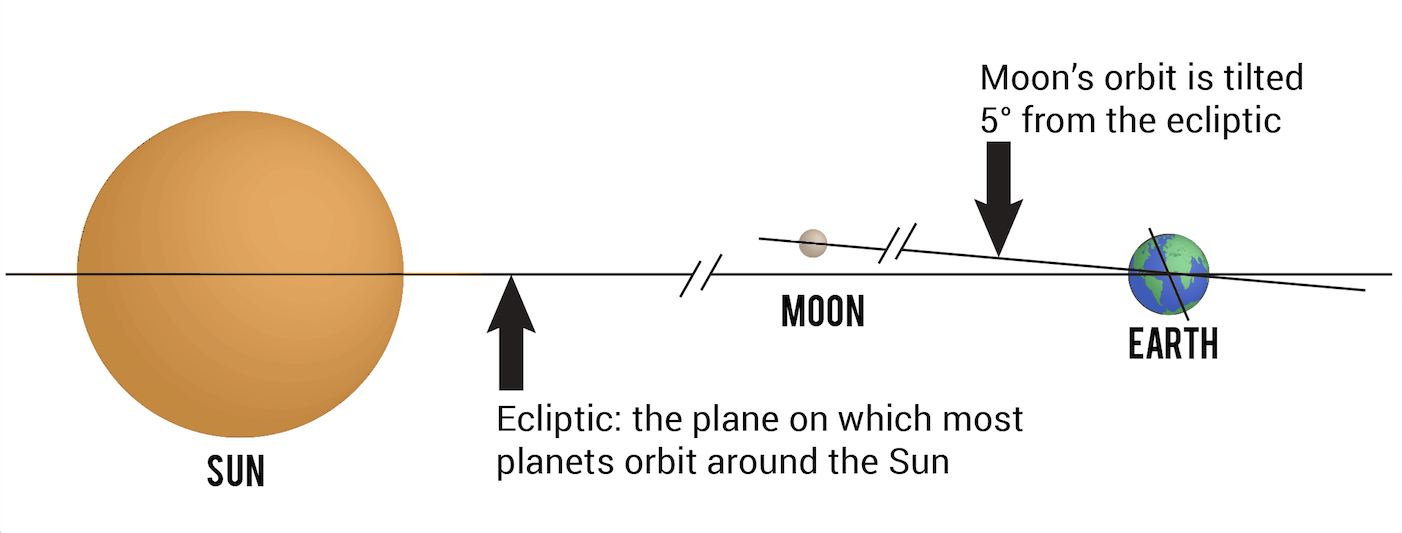 Moon’s orbit is tilted
5° from the ecliptic
MOON
EARTH
Ecliptic: the plane on which most
planets orbit around the Sun
SUN